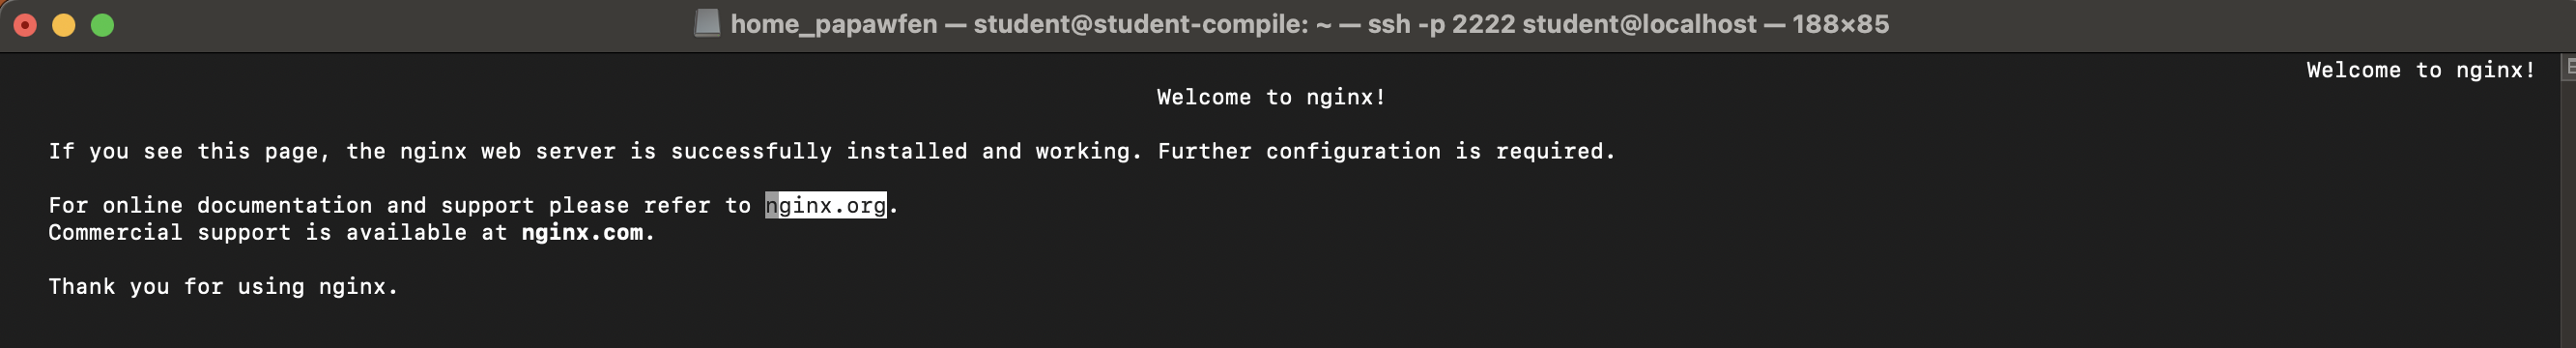 home_papawfen — student@student-compile: ~ — ssh -p 2222 student@localhost — 188×85
Welcome to nginx!
Welcome to nginx!
If you see this page, the nginx web server is successfully installed and working. Further configuration is required.
For online documentation and support please refer to nginx.org.
Commercial support is available at nginx.com.
Thank you for using nginx.